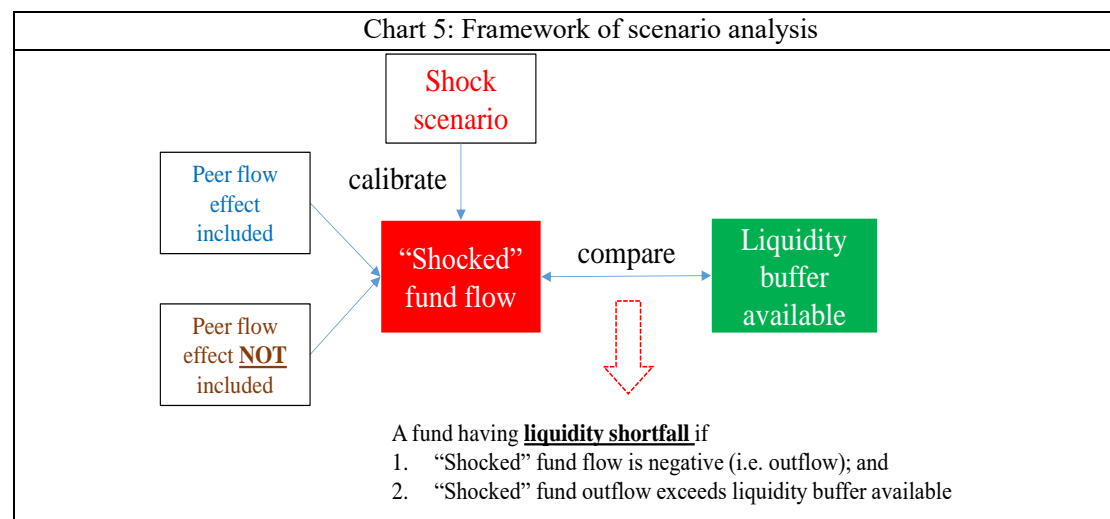 Chart 5: Framework of scenario analysis
Shock
scenario
calibrate
Peer flow
effect
included
“Shocked”
fund flow
compare
Liquidity
buffer
available
Peer flow
effect NOT
included
A fund having liquidity shortfall if
1. “Shocked” fund flow is negative (i.e. outflow); and
2. “Shocked” fund outflow exceeds liquidity buffer available